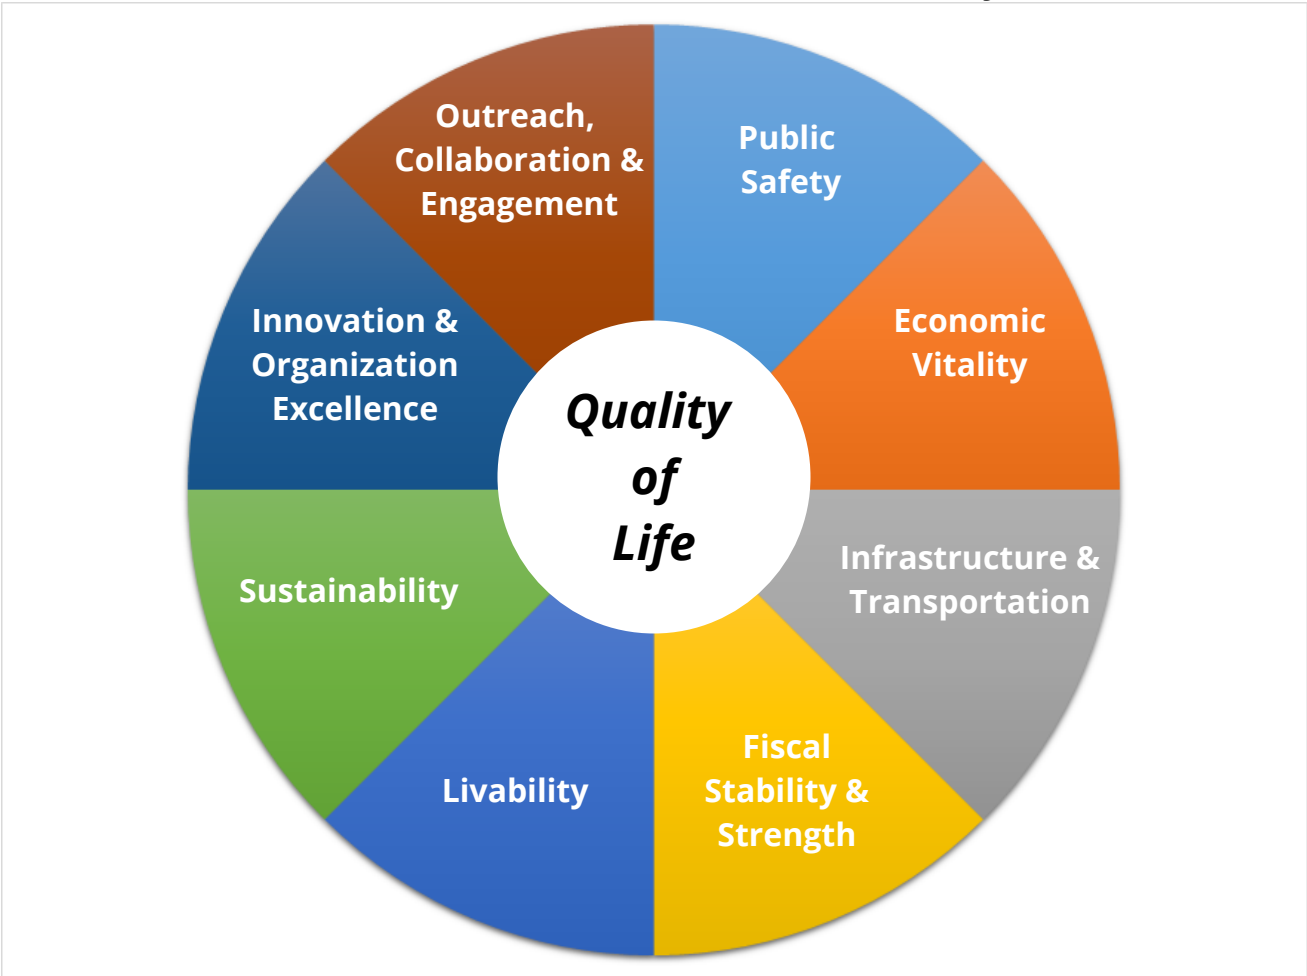 Outreach,
Collaboration &
Engagement
Public
Safety
Economic
Vitality
Infrastructure &
Transportation
Fiscal
Stability &
Strength
Livability
Sustainability
Innovation &
Organization
Excellence
Quality
of
Life